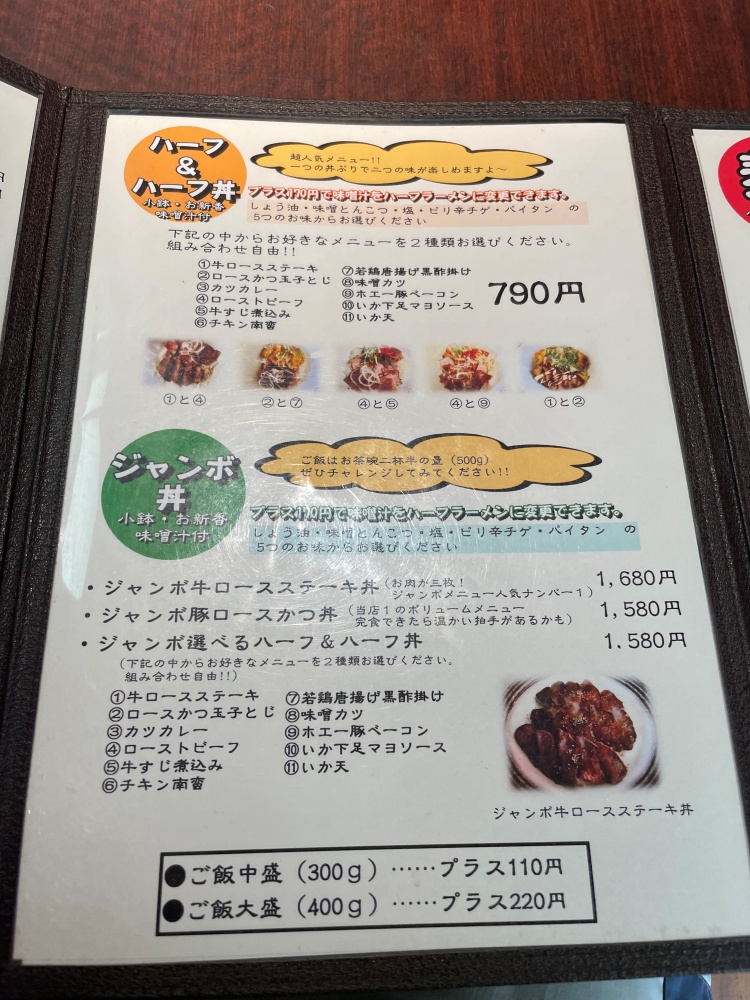 ハーフ
&
ハーフ丼
小鉢・お新香
味噌汁付
超人気メニュー!!
一つの丼ぶりで二つの味が楽しめますよ〜
プラス170円で味噌汁をハーフラーメンに変更できます。
しょう油・味噌とんこつ・塩・ピリ辛チゲ・パイタン の
5つのお味からお選びください
下記の中からお好きなメニューを2種類お選びください。
組み合わせ自由!!
①牛ロースステーキ
②ロースかつ玉子とじ
③カツカレー
④ローストビーフ
⑤牛すじ煮込み
⑥チキン南蛮
⑦若鶏唐揚げ黒酢掛け
⑧味噌カツ
⑨ホエー豚ベーコン
⑩いか下足マヨソース
⑪いか天
790円
①と④
②と⑦
④と⑤
④と⑨
①と②
ジャンボ
丼
小鉢・お新香
味噌汁付
ご飯はお茶碗二杯半の量(500g)
ぜひチャレンジしてみてください!!
プラス110円で味噌汁をハーフラーメンに変更できます。
しょう油・味噌とんこつ・塩・ピリ辛チゲ・パイタン の
5つのお味からお選びください
・ジャンボ牛ロースステーキ丼(お肉が三枚!
ジャンボメニュー人気ナンバー1)
1,680円
・ジャンボ豚ロースかつ丼(当店1のボリュームメニュー
完食できたら温かい拍手があるかも)
1,580円
・ジャンボ選べるハーフ&ハーフ丼
1.580円
(下記の中からお好きなメニューを2種類お選びください。
組み合わせ自由!!)
①牛ロースステーキ
②ロースかつ玉子とじ
③カツカレー
④ローストビーフ
⑤牛すじ煮込み
⑥チキン南蛮
⑦若鶏唐揚げ黒酢掛け
⑧味噌カツ
⑨ホエー豚ベーコン
⑩いか下足マヨソース
⑪いか天
ジャンボ牛ロースステーキ丼
●ご飯中盛(300g)……プラス110円
●ご飯大盛(400g)……プラス220円